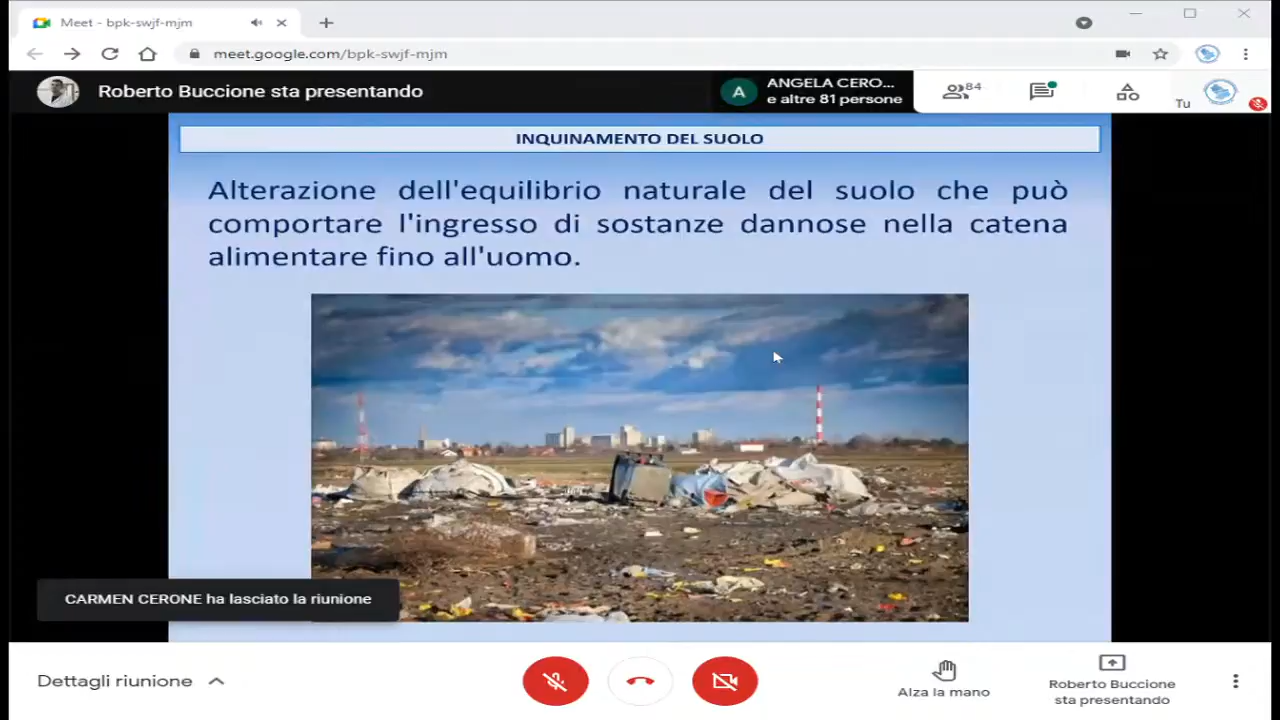 Meet - bpk-swjf-mjm
meet.google.com/bpk-swjf-mjm
Roberto Buccione sta presentando
A
ANGELA CERO...
e altre 81 persone
84
Tu
INQUINAMENTO DEL SUOLO
Alterazione dell'equilibrio naturale del suolo che può
comportare l'ingresso di sostanze dannose nella catena
alimentare fino all'uomo.
CARMEN CERONE ha lasciato la riunione
Dettagli riunione
Alza la mano
Roberto Buccione
sta presentando